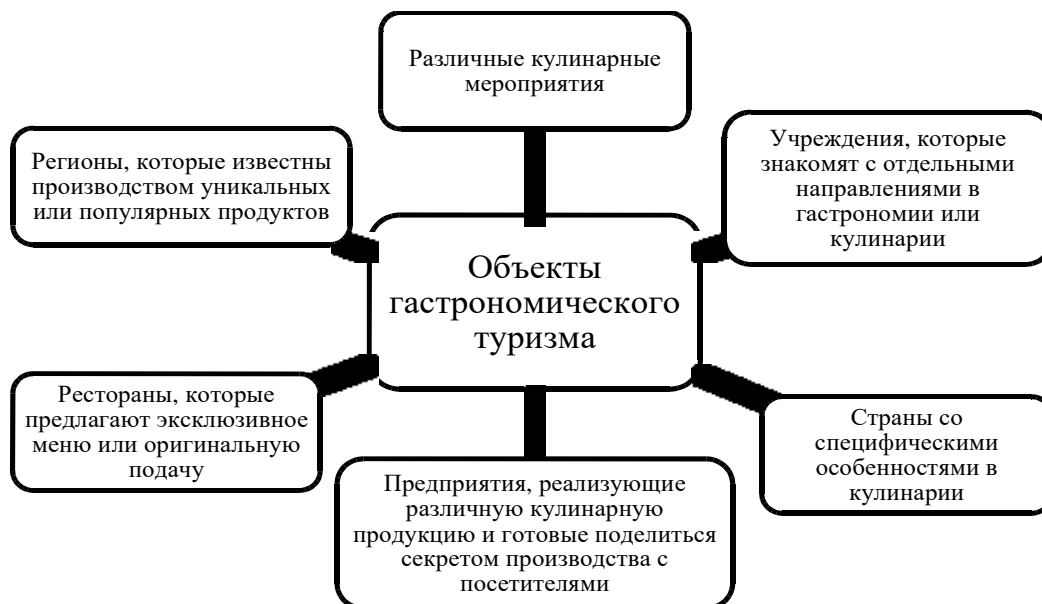 Различные кулинарные
мероприятия
Регионы, которые известны
производством уникальных
или популярных продуктов
Учреждения, которые
знакомят с отдельными
направлениями в
гастрономии или
кулинарии
Объекты
гастрономического
туризма
Рестораны, которые
предлагают эксклюзивное
меню или оригинальную
подачу
Страны со
специфическими
особенностями в
кулинарии
Предприятия, реализующие
различную кулинарную
продукцию и готовые поделиться
секретом производства с
посетителями